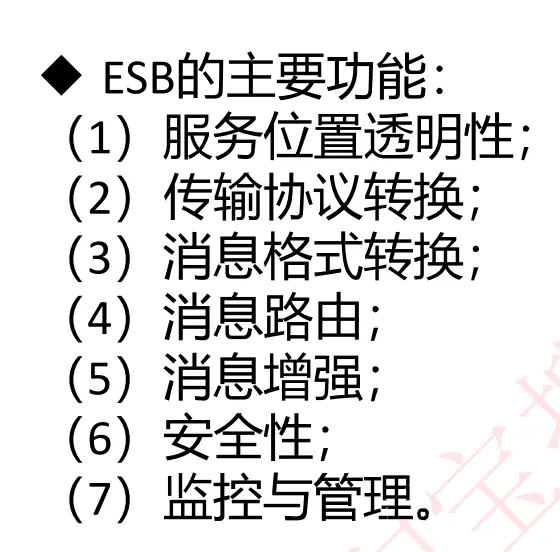 ◆ ESB的主要功能：
（1）服务位置透明性；
（2）传输协议转换；
（3）消息格式转换；
（4）消息路由；
（5）消息增强；
（6）安全性；
（7）监控与管理。
宝